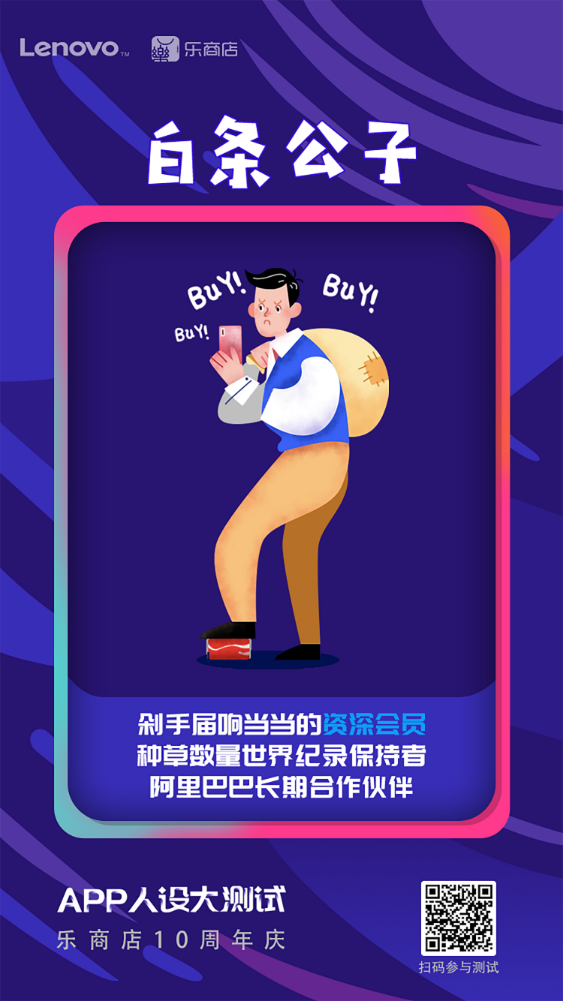 Lenovo™ 乐商店
白条公子
BUY! BUY!
BUY!
剁手届响当当的资深会员
种草数量世界纪录保持者
阿里巴巴长期合作伙伴
APP人设大测试
乐商店10周年庆
扫码参与测试